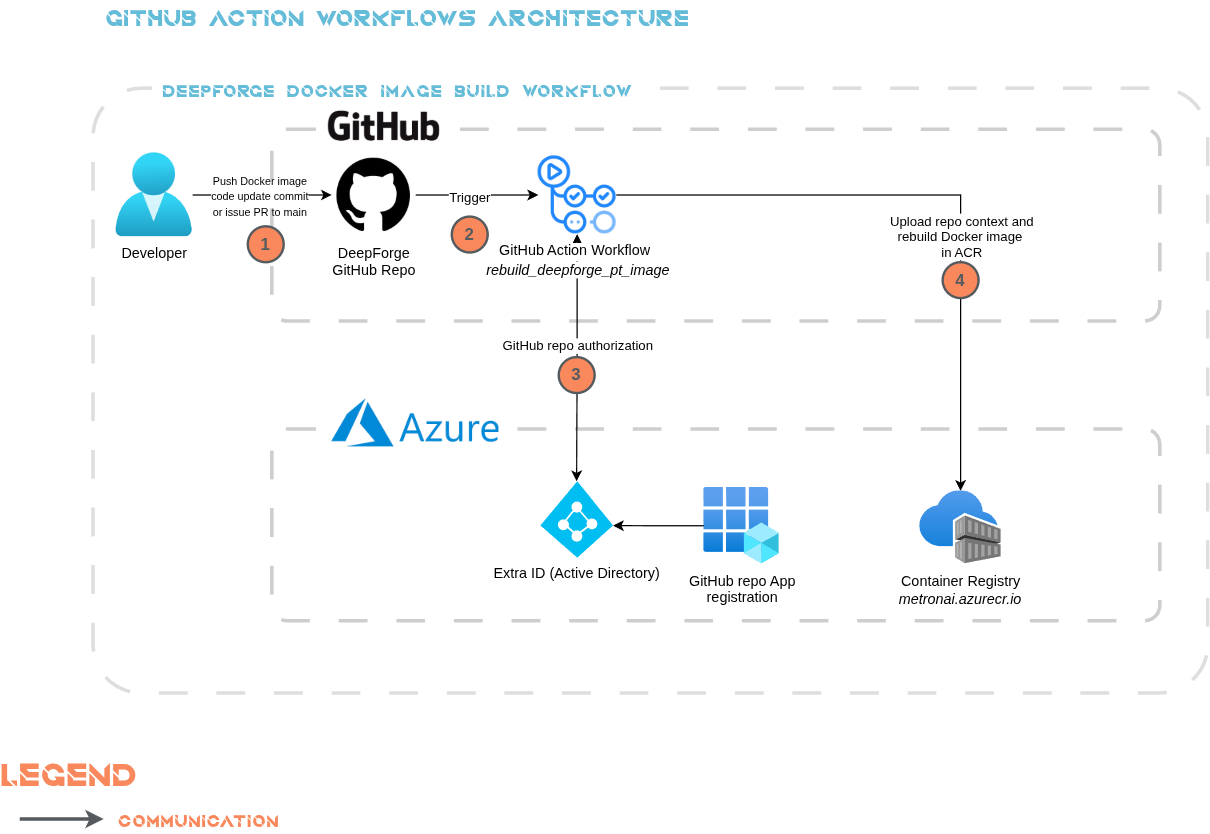 GITHUB ACTION WORKFLOWS ARCHITECTURE
DEEPFORGE DOCKER IMAGE BUILD WORKFLOW
GitHub
Push Docker image
code update commit
or issue PR to main
1
Developer
DeepForge
GitHub Repo
Trigger
2
GitHub Action Workflow
rebuild_deepforge_pt_image
Upload repo context and
rebuild Docker image
in ACR
4
GitHub repo authorization
3
Azure
Extra ID (Active Directory)
GitHub repo App
registration
Container Registry
metronai.azurecr.io
LEGEND
COMMUNICATION